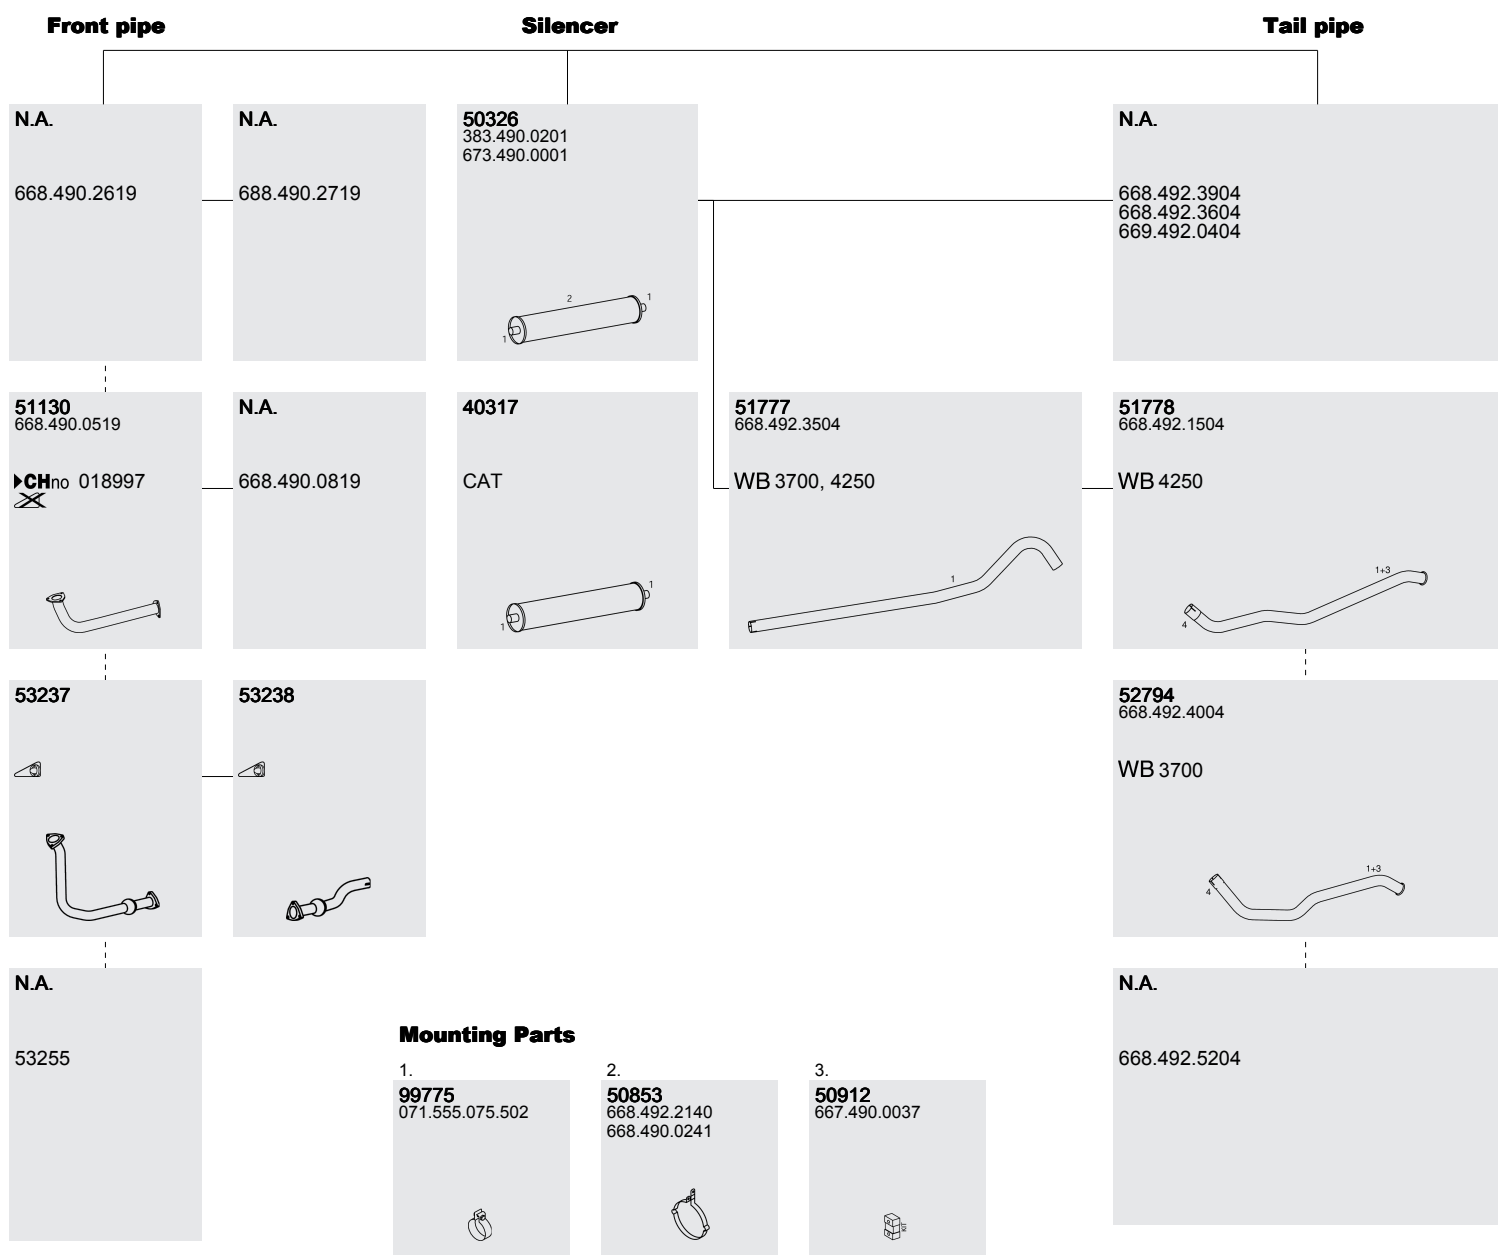 Front pipe
Silencer
Tail pipe
N.A.
668.490.2619
N.A.
688.490.2719
50326
383.490.0201
673.490.0001
2
1
1
N.A.
668.492.3904
668.492.3604
669.492.0404
51130
668.490.0519
CHno 018997
N.A.
668.490.0819
40317
CAT
1
1
51777
668.492.3504
WB 3700, 4250
1
51778
668.492.1504
WB 4250
1+3
4
53237
53238
52794
668.492.4004
WB 3700
1+3
4
N.A.
53255
N.A.
668.492.5204
Mounting Parts
1.
99775
071.555.075.502
2.
50853
668.492.2140
668.490.0241
3.
50912
667.490.0037
KIT